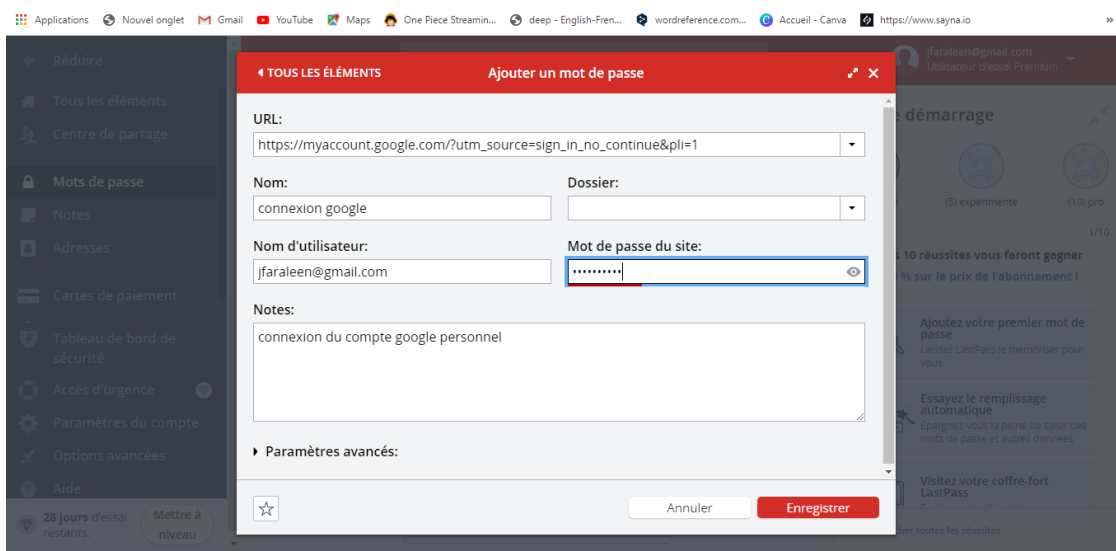 Applications Nouvel onglet Gmail YouTube Maps One Piece Streamin... deep - English-Fren... wordreference.com... Accueil - Canva https://www.sayna.io »
Réduire
Tous les éléments
Centre de partage
Mots de passe
Notes
Adresses
Cartes de paiement
Tableau de bord de
sécurité
Accès d'urgence
Paramètres du compte
Options avancées
Aide
28 jours d'essai
restants.
Mettre à
niveau
TOUS LES ÉLÉMENTS
Ajouter un mot de passe
URL:
https://myaccount.google.com/?utm_source=sign_in_no_continue&pli=1
Nom:
Dossier:
connexion google
Nom d'utilisateur:
Mot de passe du site:
jfaraleen@gmail.com
••••••••••
Notes:
connexion du compte google personnel
Paramètres avancés:
Annuler
Enregistrer
jfaraleen@gmail.com
Utilisateur d'essai Premium
démarrage
(5) expérimenté
(10) pro
1/10
10 réussites vous feront gagner
% sur le prix de l'abonnement !
Ajoutez votre premier mot de
passe
Laissez LastPass le mémoriser pour
vous
Essayez le remplissage
automatique
Épargnez-vous la peine de saisir des
mots de passe et autres données
Visitez votre coffre-fort
LastPass
toutes les réussites